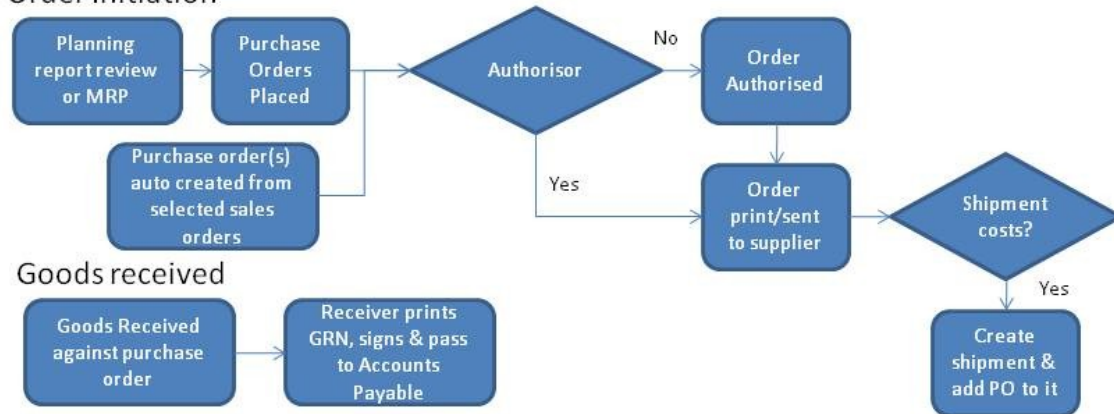 Order Initiation
Planning
report review
or MRP
Purchase
Orders
Placed
Authorisor
No
Order
Authorised
Purchase order(s)
auto created from
selected sales
orders
Yes
Order
print/sent
to supplier
Shipment
costs?
Goods received
Yes
Goods Received
against purchase
order
Receiver prints
GRN, signs & pass
to Accounts
Payable
Create
shipment &
add PO to it